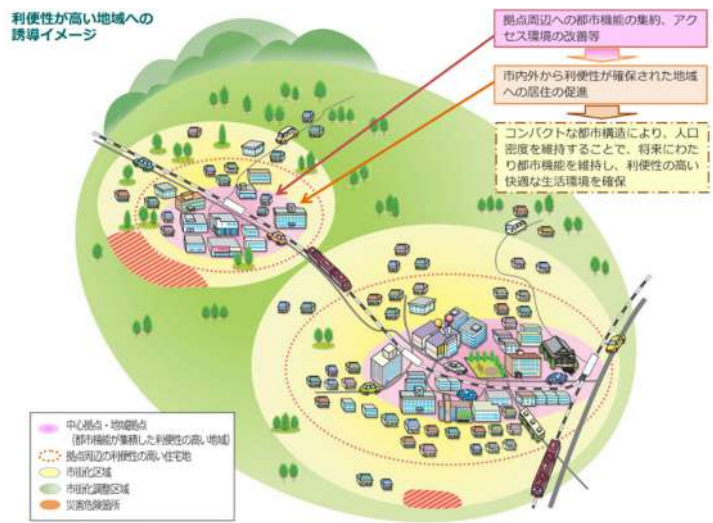 利便性が高い地域への
誘導イメージ
拠点周辺への都市機能の集約、アク
セス環境の改善等
市内外から利便性が確保された地域
への居住の促進
コンパクトな都市構造により、人口
密度を維持することで、将来にわた
り都市機能を維持し、利便性の高い
快適な生活環境を確保
中心拠点・地域拠点
(都市機能が集積した利便性の高い地域)
拠点周辺の利便性の高い住宅地
市街化区域
市街化調整区域
災害危険箇所